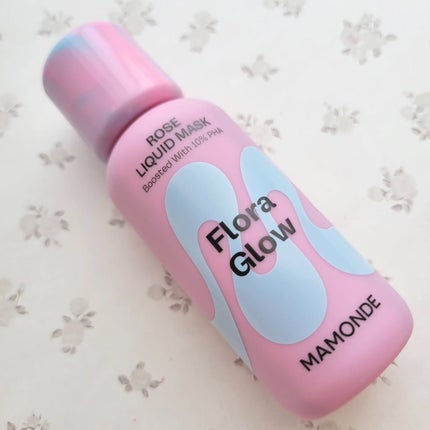 ROSE
LIQUID MASK
Boosted With 10% PHA
Flora
Glow
MAMONDE